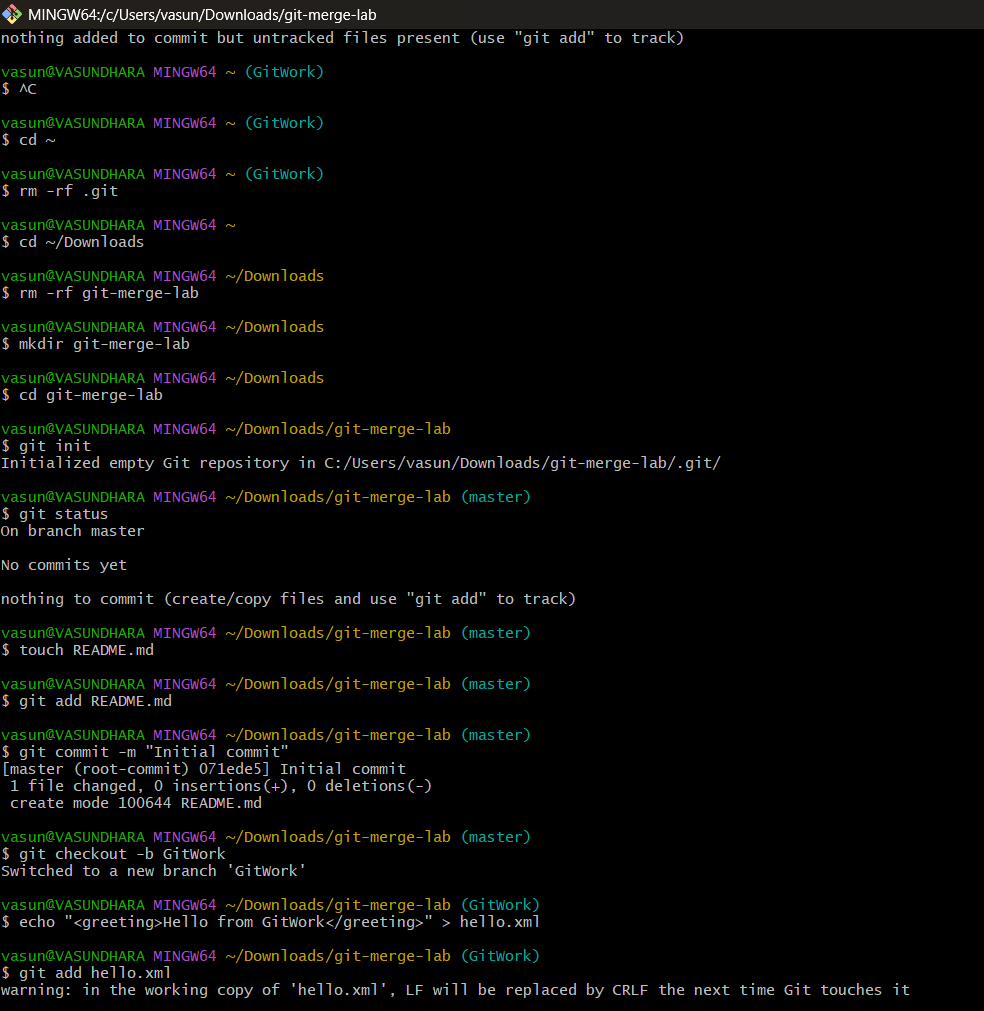 MINGW64:/c/Users/vasun/Downloads/git-merge-lab
nothing added to commit but untracked files present (use "git add" to track)
vasun@VASUNDHARA MINGW64 ~ (GitWork)
$ ^C
vasun@VASUNDHARA MINGW64 ~ (GitWork)
$ cd ~
vasun@VASUNDHARA MINGW64 ~ (GitWork)
$ rm -rf .git
vasun@VASUNDHARA MINGW64 ~
$ cd ~/Downloads
vasun@VASUNDHARA MINGW64 ~/Downloads
$ rm -rf git-merge-lab
vasun@VASUNDHARA MINGW64 ~/Downloads
$ mkdir git-merge-lab
vasun@VASUNDHARA MINGW64 ~/Downloads
$ cd git-merge-lab
vasun@VASUNDHARA MINGW64 ~/Downloads/git-merge-lab
$ git init
Initialized empty Git repository in C:/Users/vasun/Downloads/git-merge-lab/.git/
vasun@VASUNDHARA MINGW64 ~/Downloads/git-merge-lab (master)
$ git status
On branch master
No commits yet
nothing to commit (create/copy files and use "git add" to track)
vasun@VASUNDHARA MINGW64 ~/Downloads/git-merge-lab (master)
$ touch README.md
vasun@VASUNDHARA MINGW64 ~/Downloads/git-merge-lab (master)
$ git add README.md
vasun@VASUNDHARA MINGW64 ~/Downloads/git-merge-lab (master)
$ git commit -m "Initial commit"
[master (root-commit) 071ede5] Initial commit
1 file changed, 0 insertions(+), 0 deletions(-)
create mode 100644 README.md
vasun@VASUNDHARA MINGW64 ~/Downloads/git-merge-lab (master)
$ git checkout -b GitWork
Switched to a new branch 'GitWork'
vasun@VASUNDHARA MINGW64 ~/Downloads/git-merge-lab (GitWork)
$ echo "<greeting>Hello from GitWork</greeting>" > hello.xml
vasun@VASUNDHARA MINGW64 ~/Downloads/git-merge-lab (GitWork)
$ git add hello.xml
warning: in the working copy of 'hello.xml', LF will be replaced by CRLF the next time Git touches it